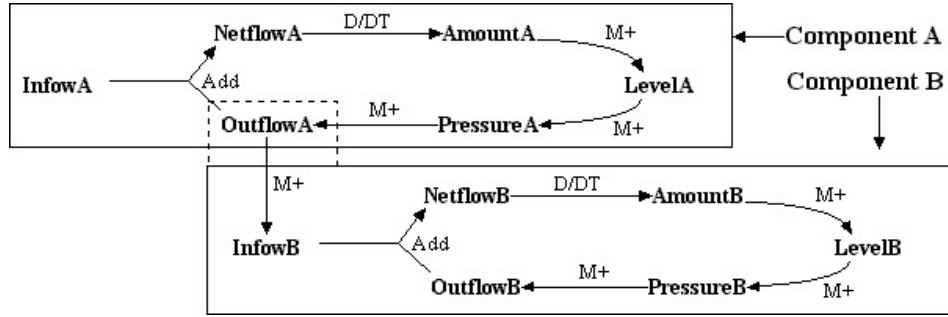 NetflowA D/DT AmountA M+
Component A
InfowA Add LevelA
Component B
OutflowA M+ PressureA M+
M+
NetflowB D/DT AmountB M+
InfowB Add LevelB
OutflowB M+ PressureB M+